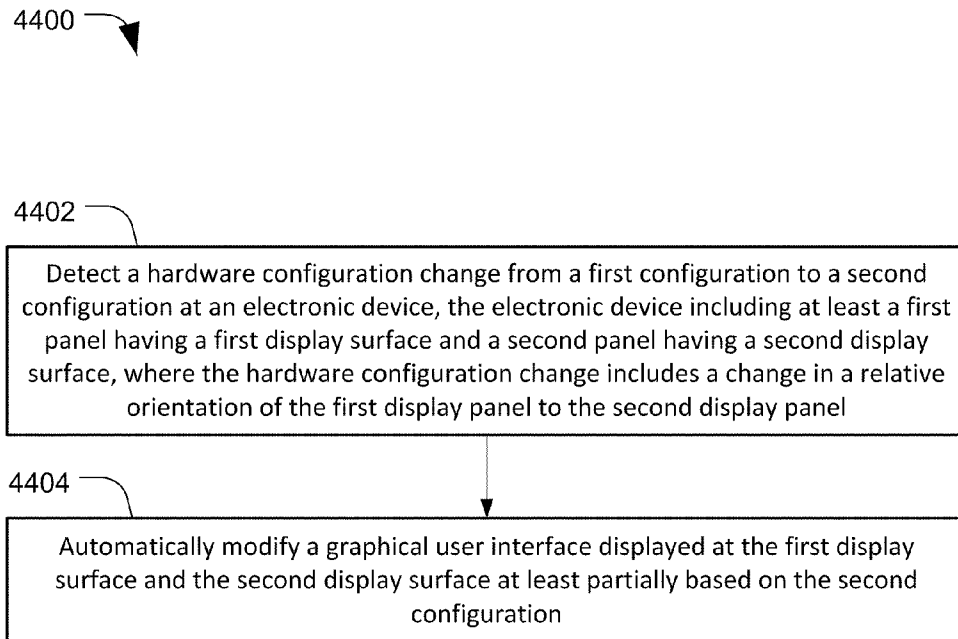 4400
4402
Detect a hardware configuration change from a first configuration to a second
configuration at an electronic device, the electronic device including at least a first
panel having a first display surface and a second panel having a second display
surface, where the hardware configuration change includes a change in a relative
orientation of the first display panel to the second display panel
4404
Automatically modify a graphical user interface displayed at the first display
surface and the second display surface at least partially based on the second
configuration